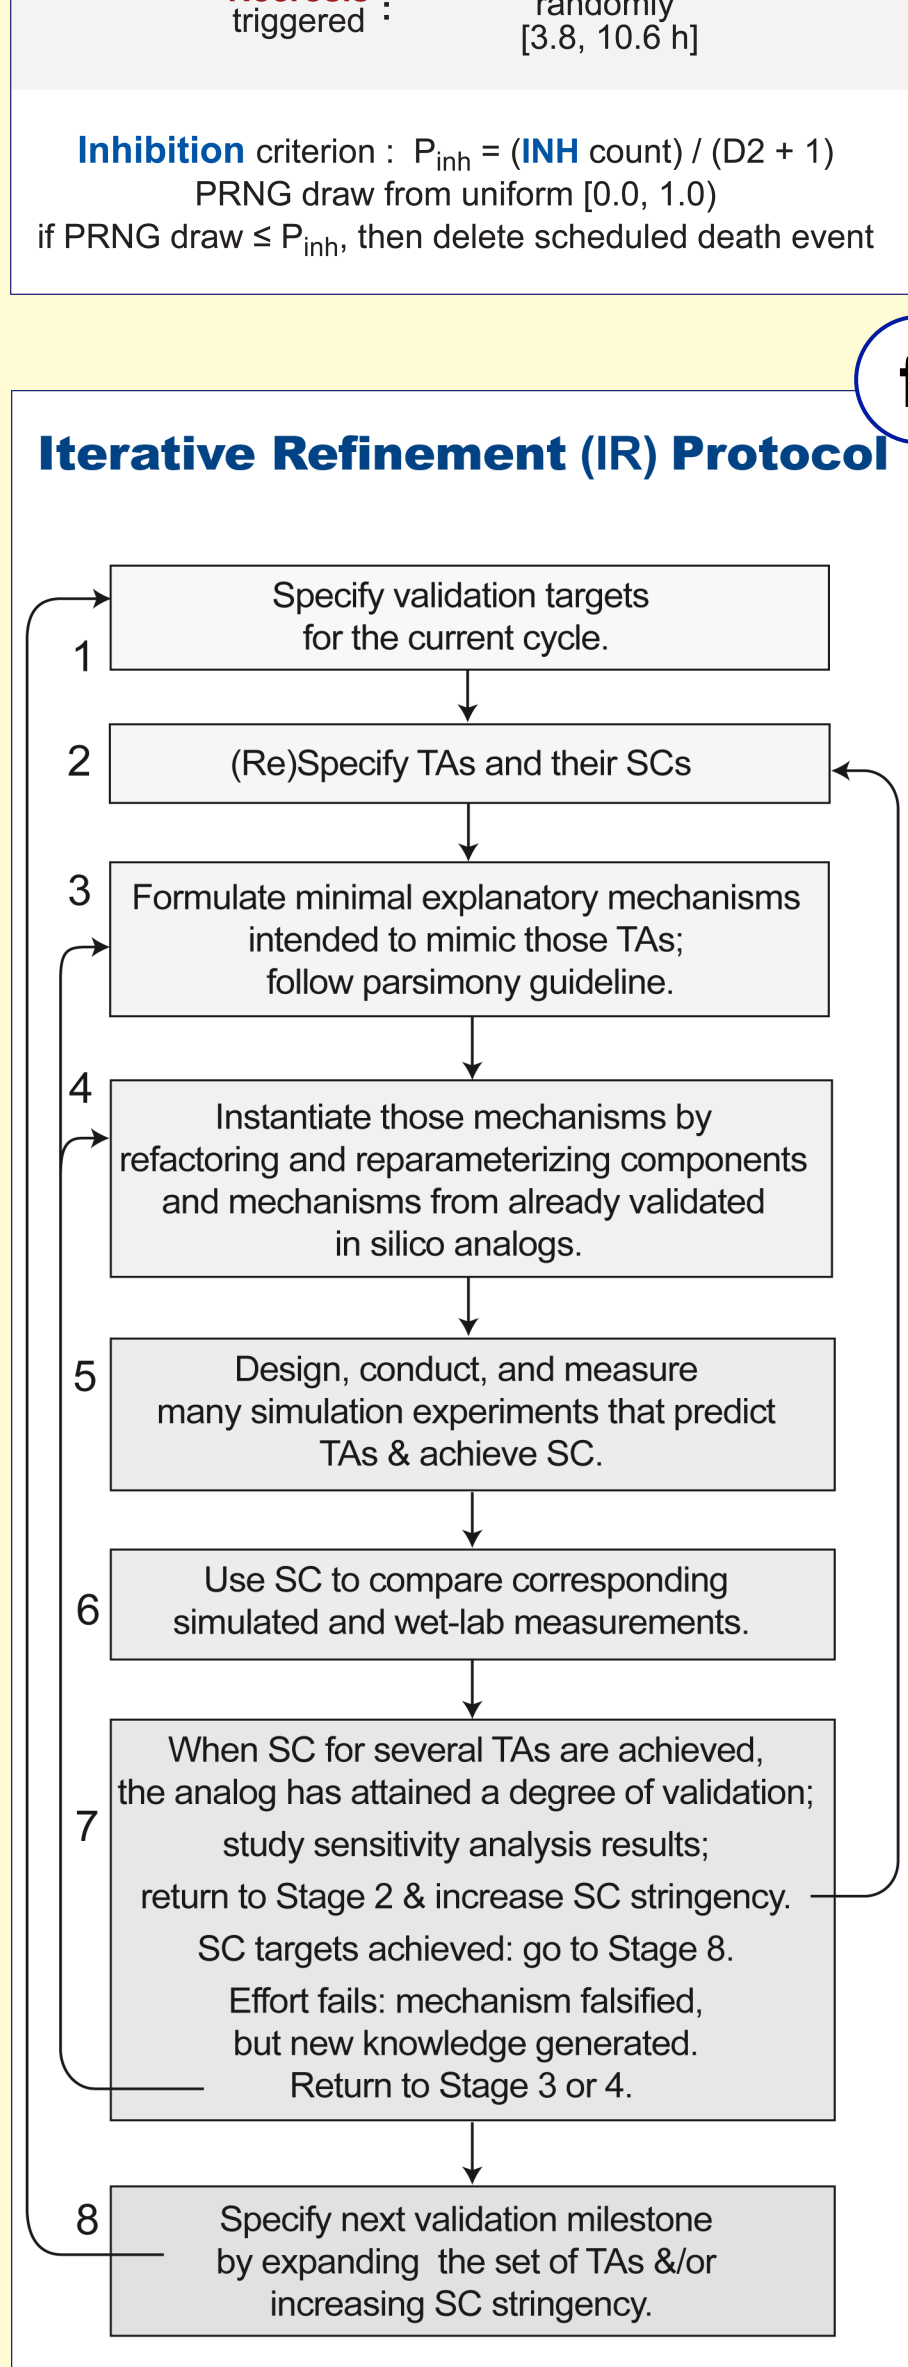 triggered :
randomly
[3.8, 10.6 h]
Inhibition criterion : Pinh = (INH count) / (D2 + 1)
PRNG draw from uniform [0.0, 1.0)
if PRNG draw ≤ Pinh, then delete scheduled death event
Iterative Refinement (IR) Protocol
1
Specify validation targets
for the current cycle.
2
(Re)Specify TAs and their SCs
3
Formulate minimal explanatory mechanisms
intended to mimic those TAs;
follow parsimony guideline.
4
Instantiate those mechanisms by
refactoring and reparameterizing components
and mechanisms from already validated
in silico analogs.
5
Design, conduct, and measure
many simulation experiments that predict
TAs & achieve SC.
6
Use SC to compare corresponding
simulated and wet-lab measurements.
7
When SC for several TAs are achieved,
the analog has attained a degree of validation;
study sensitivity analysis results;
return to Stage 2 & increase SC stringency.
SC targets achieved: go to Stage 8.
Effort fails: mechanism falsified,
but new knowledge generated.
Return to Stage 3 or 4.
8
Specify next validation milestone
by expanding the set of TAs &/or
increasing SC stringency.